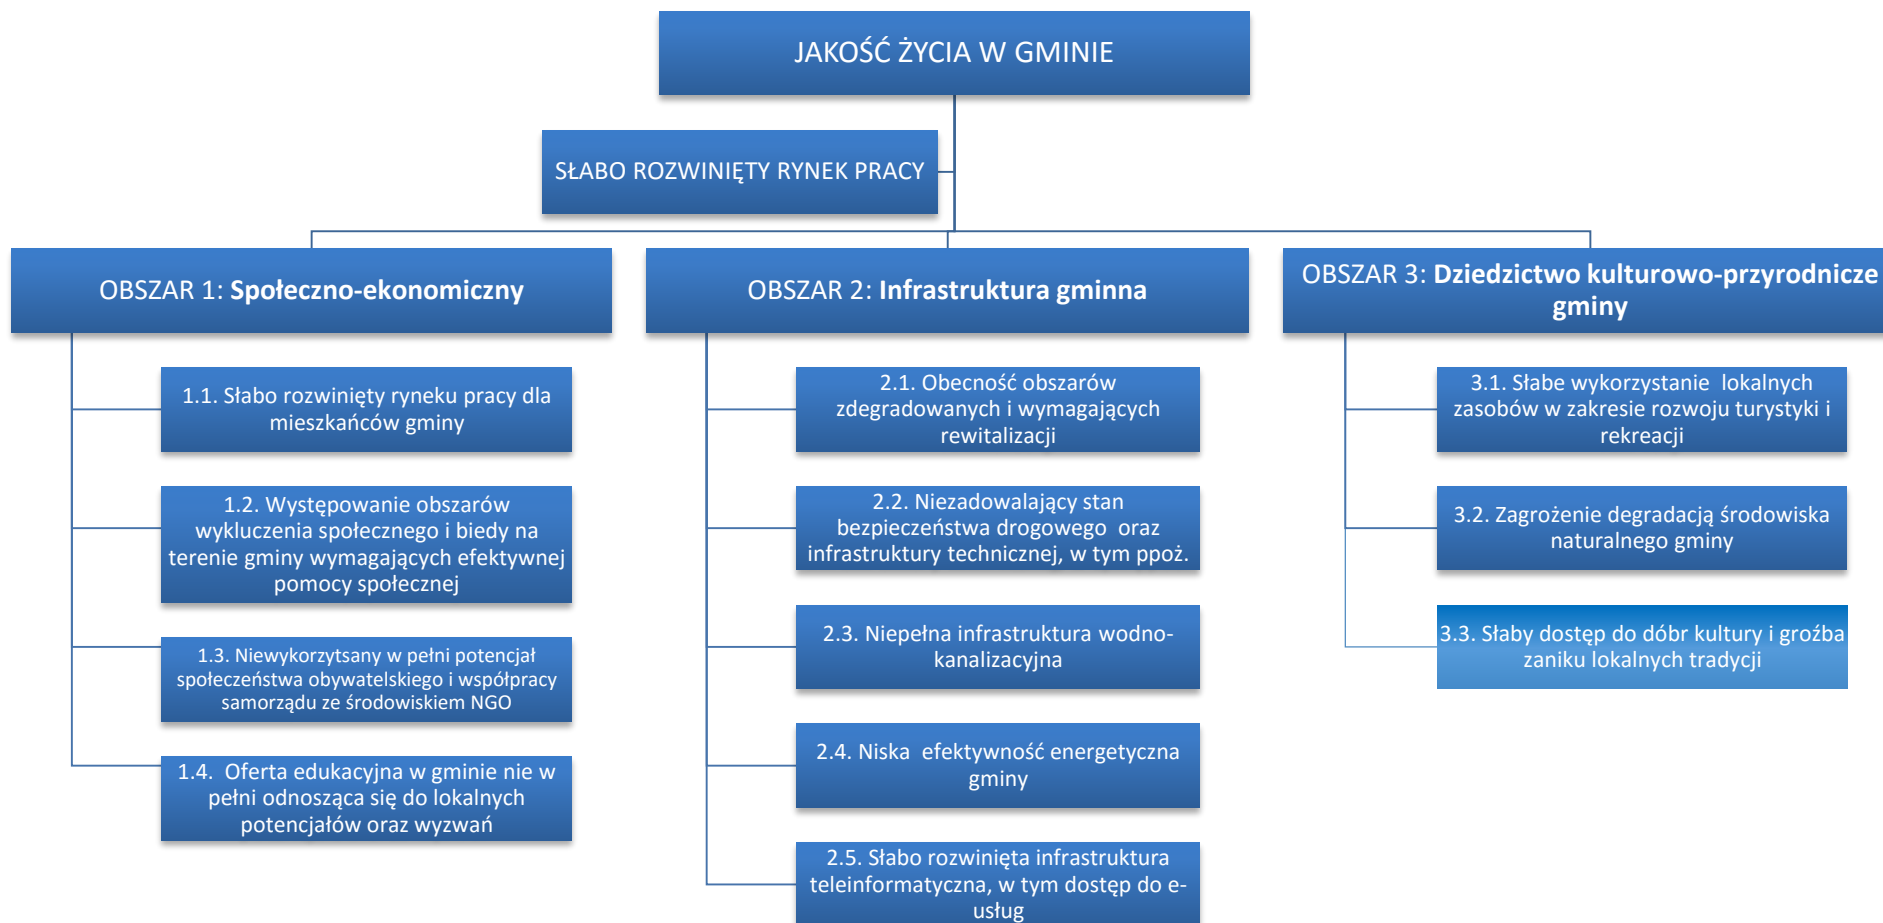 JAKOŚĆ ŻYCIA W GMINIE
SŁABO ROZWINIĘTY RYNEK PRACY
OBSZAR 1: Społeczno-ekonomiczny
1.1. Słabo rozwinięty ryneku pracy dla
mieszkańców gminy
1.2. Występowanie obszarów
wykluczenia społecznego i biedy na
terenie gminy wymagających efektywnej
pomocy społecznej
1.3. Niewykorzytsany w pełni potencjał
społeczeństwa obywatelskiego i współpracy
samorządu ze środowiskiem NGO
1.4. Oferta edukacyjna w gminie nie w
pełni odnosząca się do lokalnych
potencjałów oraz wyzwań
OBSZAR 2: Infrastruktura gminna
2.1. Obecność obszarów
zdegradowanych i wymagających
rewitalizacji
2.2. Niezadowalający stan
bezpieczeństwa drogowego oraz
infrastruktury technicznej, w tym ppoż.
2.3. Niepełna infrastruktura wodno-
kanalizacyjna
2.4. Niska efektywność energetyczna
gminy
2.5. Słabo rozwinięta infrastruktura
teleinformatyczna, w tym dostęp do e-
usług
OBSZAR 3: Dziedzictwo kulturowo-przyrodnicze
gminy
3.1. Słabe wykorzystanie lokalnych
zasobów w zakresie rozwoju turystyki i
rekreacji
3.2. Zagrożenie degradacją środowiska
naturalnego gminy
3.3. Słaby dostęp do dóbr kultury i groźba
zaniku lokalnych tradycji